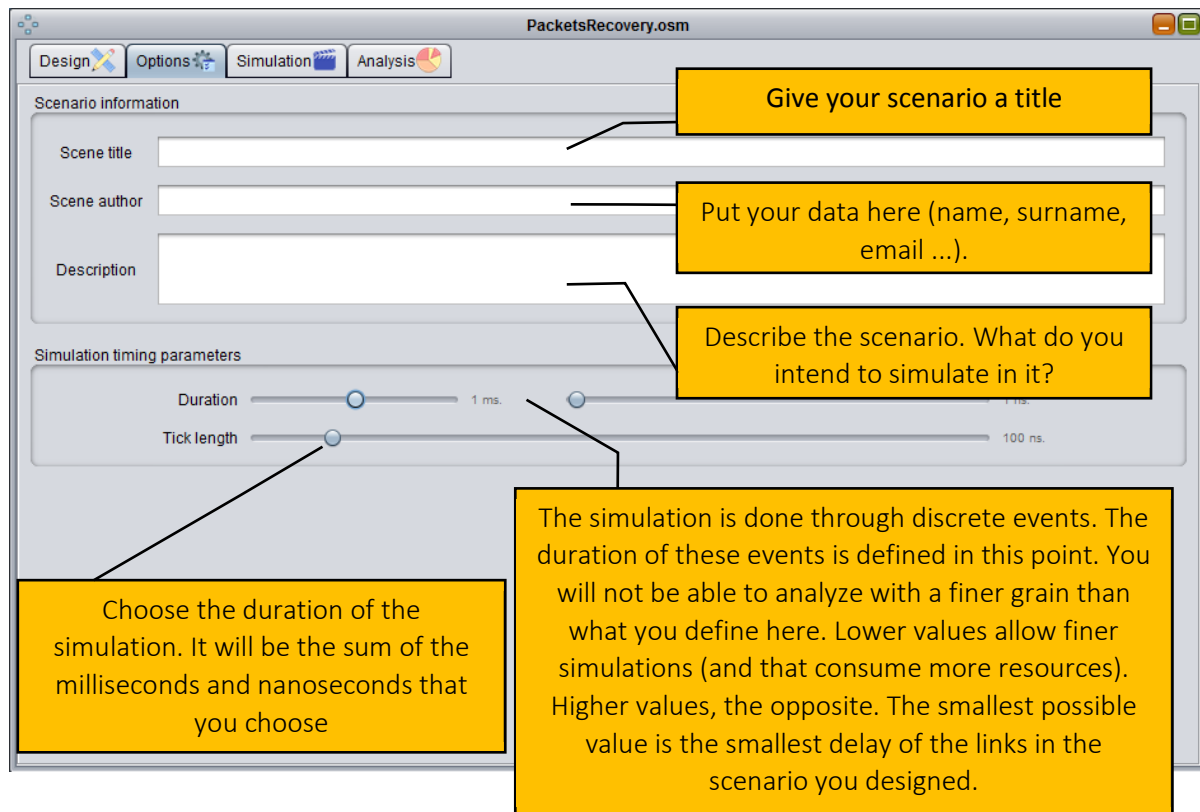 PacketsRecovery.osm
Design
Options
Simulation
Analysis
Scenario information
Give your scenario a title
Scene title
Scene author
Put your data here (name, surname,
email ...).
Description
Describe the scenario. What do you
intend to simulate in it?
Simulation timing parameters
Duration
1 ms.
1 ns.
Tick length
100 ns.
The simulation is done through discrete events. The
duration of these events is defined in this point. You
will not be able to analyze with a finer grain than
what you define here. Lower values allow finer
simulations (and that consume more resources).
Higher values, the opposite. The smallest possible
value is the smallest delay of the links in the
scenario you designed.
Choose the duration of the
simulation. It will be the sum of the
milliseconds and nanoseconds that
you choose